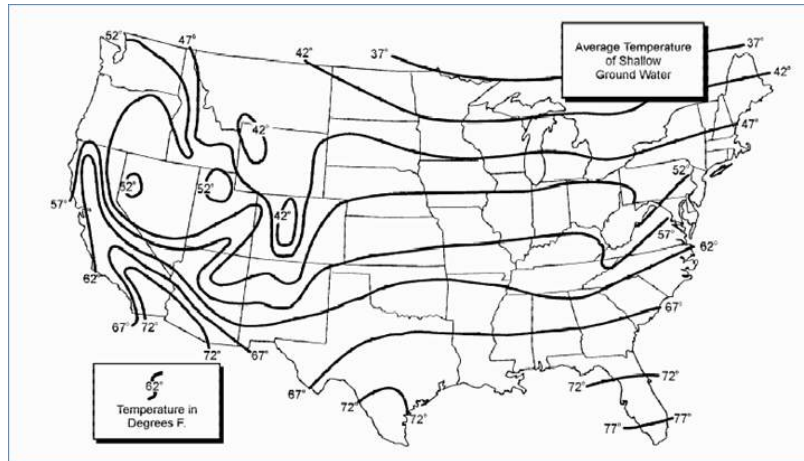 52° 47° 42° 37° 37°
Average Temperature
of Shallow
Ground Water
42°
42° 47°
52° 52° 52°
57° 42°
57°
62° 62°
67° 72° 67°
72° 67°
62°
Temperature in
Degrees F.
67° 72° 72°
72° 72° 77° 77°